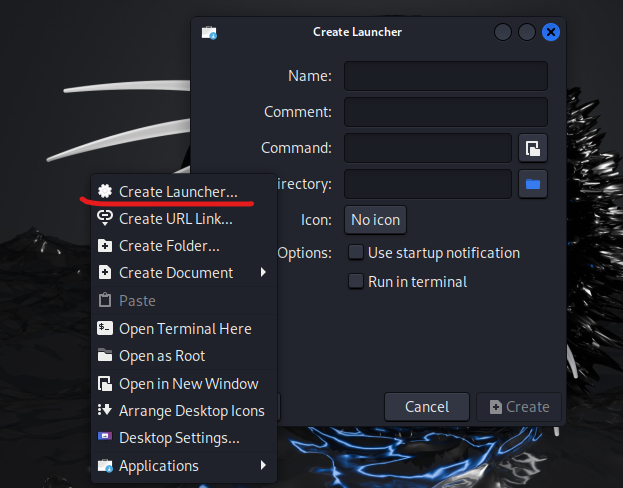 Create Launcher
Name:
Comment:
Command:
irectory:
Icon: No icon
Options: Use startup notification
Run in terminal
Cancel Create
Create Launcher...
Create URL Link...
Create Folder...
Create Document
Paste
$_ Open Terminal Here
Open as Root
Open in New Window
Arrange Desktop Icons
Desktop Settings...
Applications